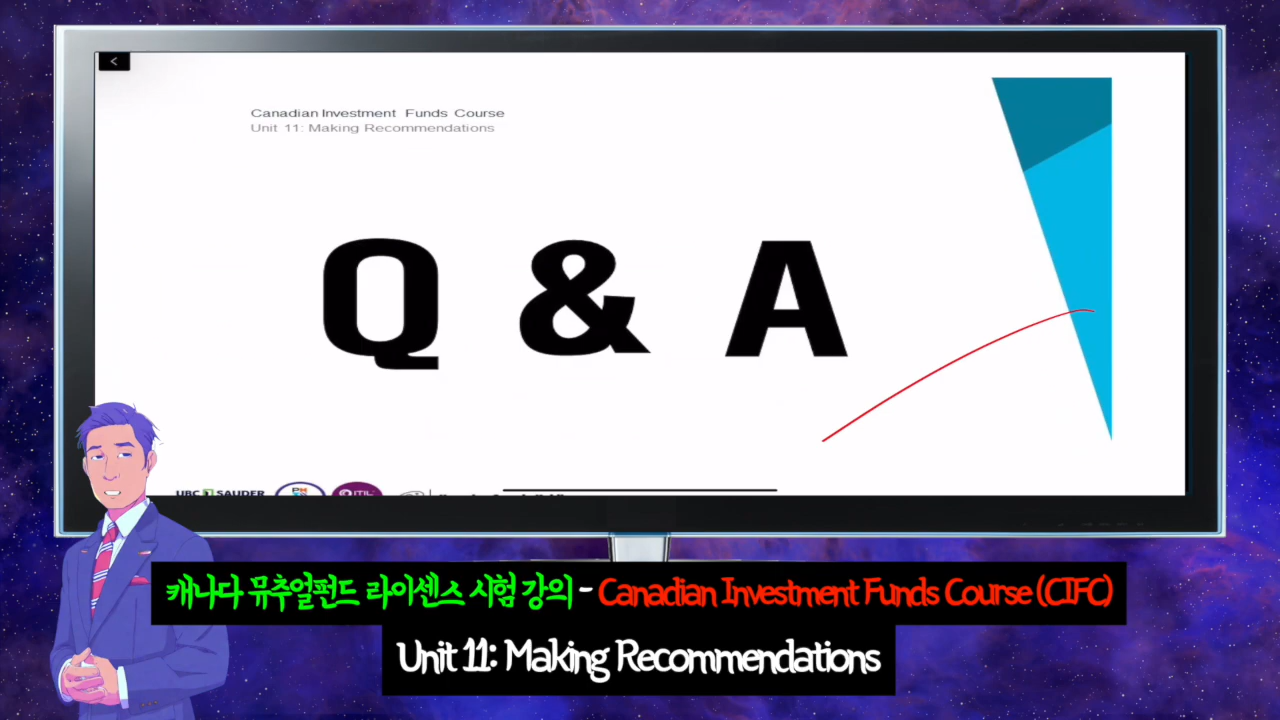 <
Canadian Investment Funds Course
Unit 11: Making Recommendations
Q & A
UBC SAUDER
ITIL
캐나다 뮤추얼펀드 라이센스 시험 강의 - Canadian Investment Funds Course (CIFC)
Unit 11: Making Recommendations